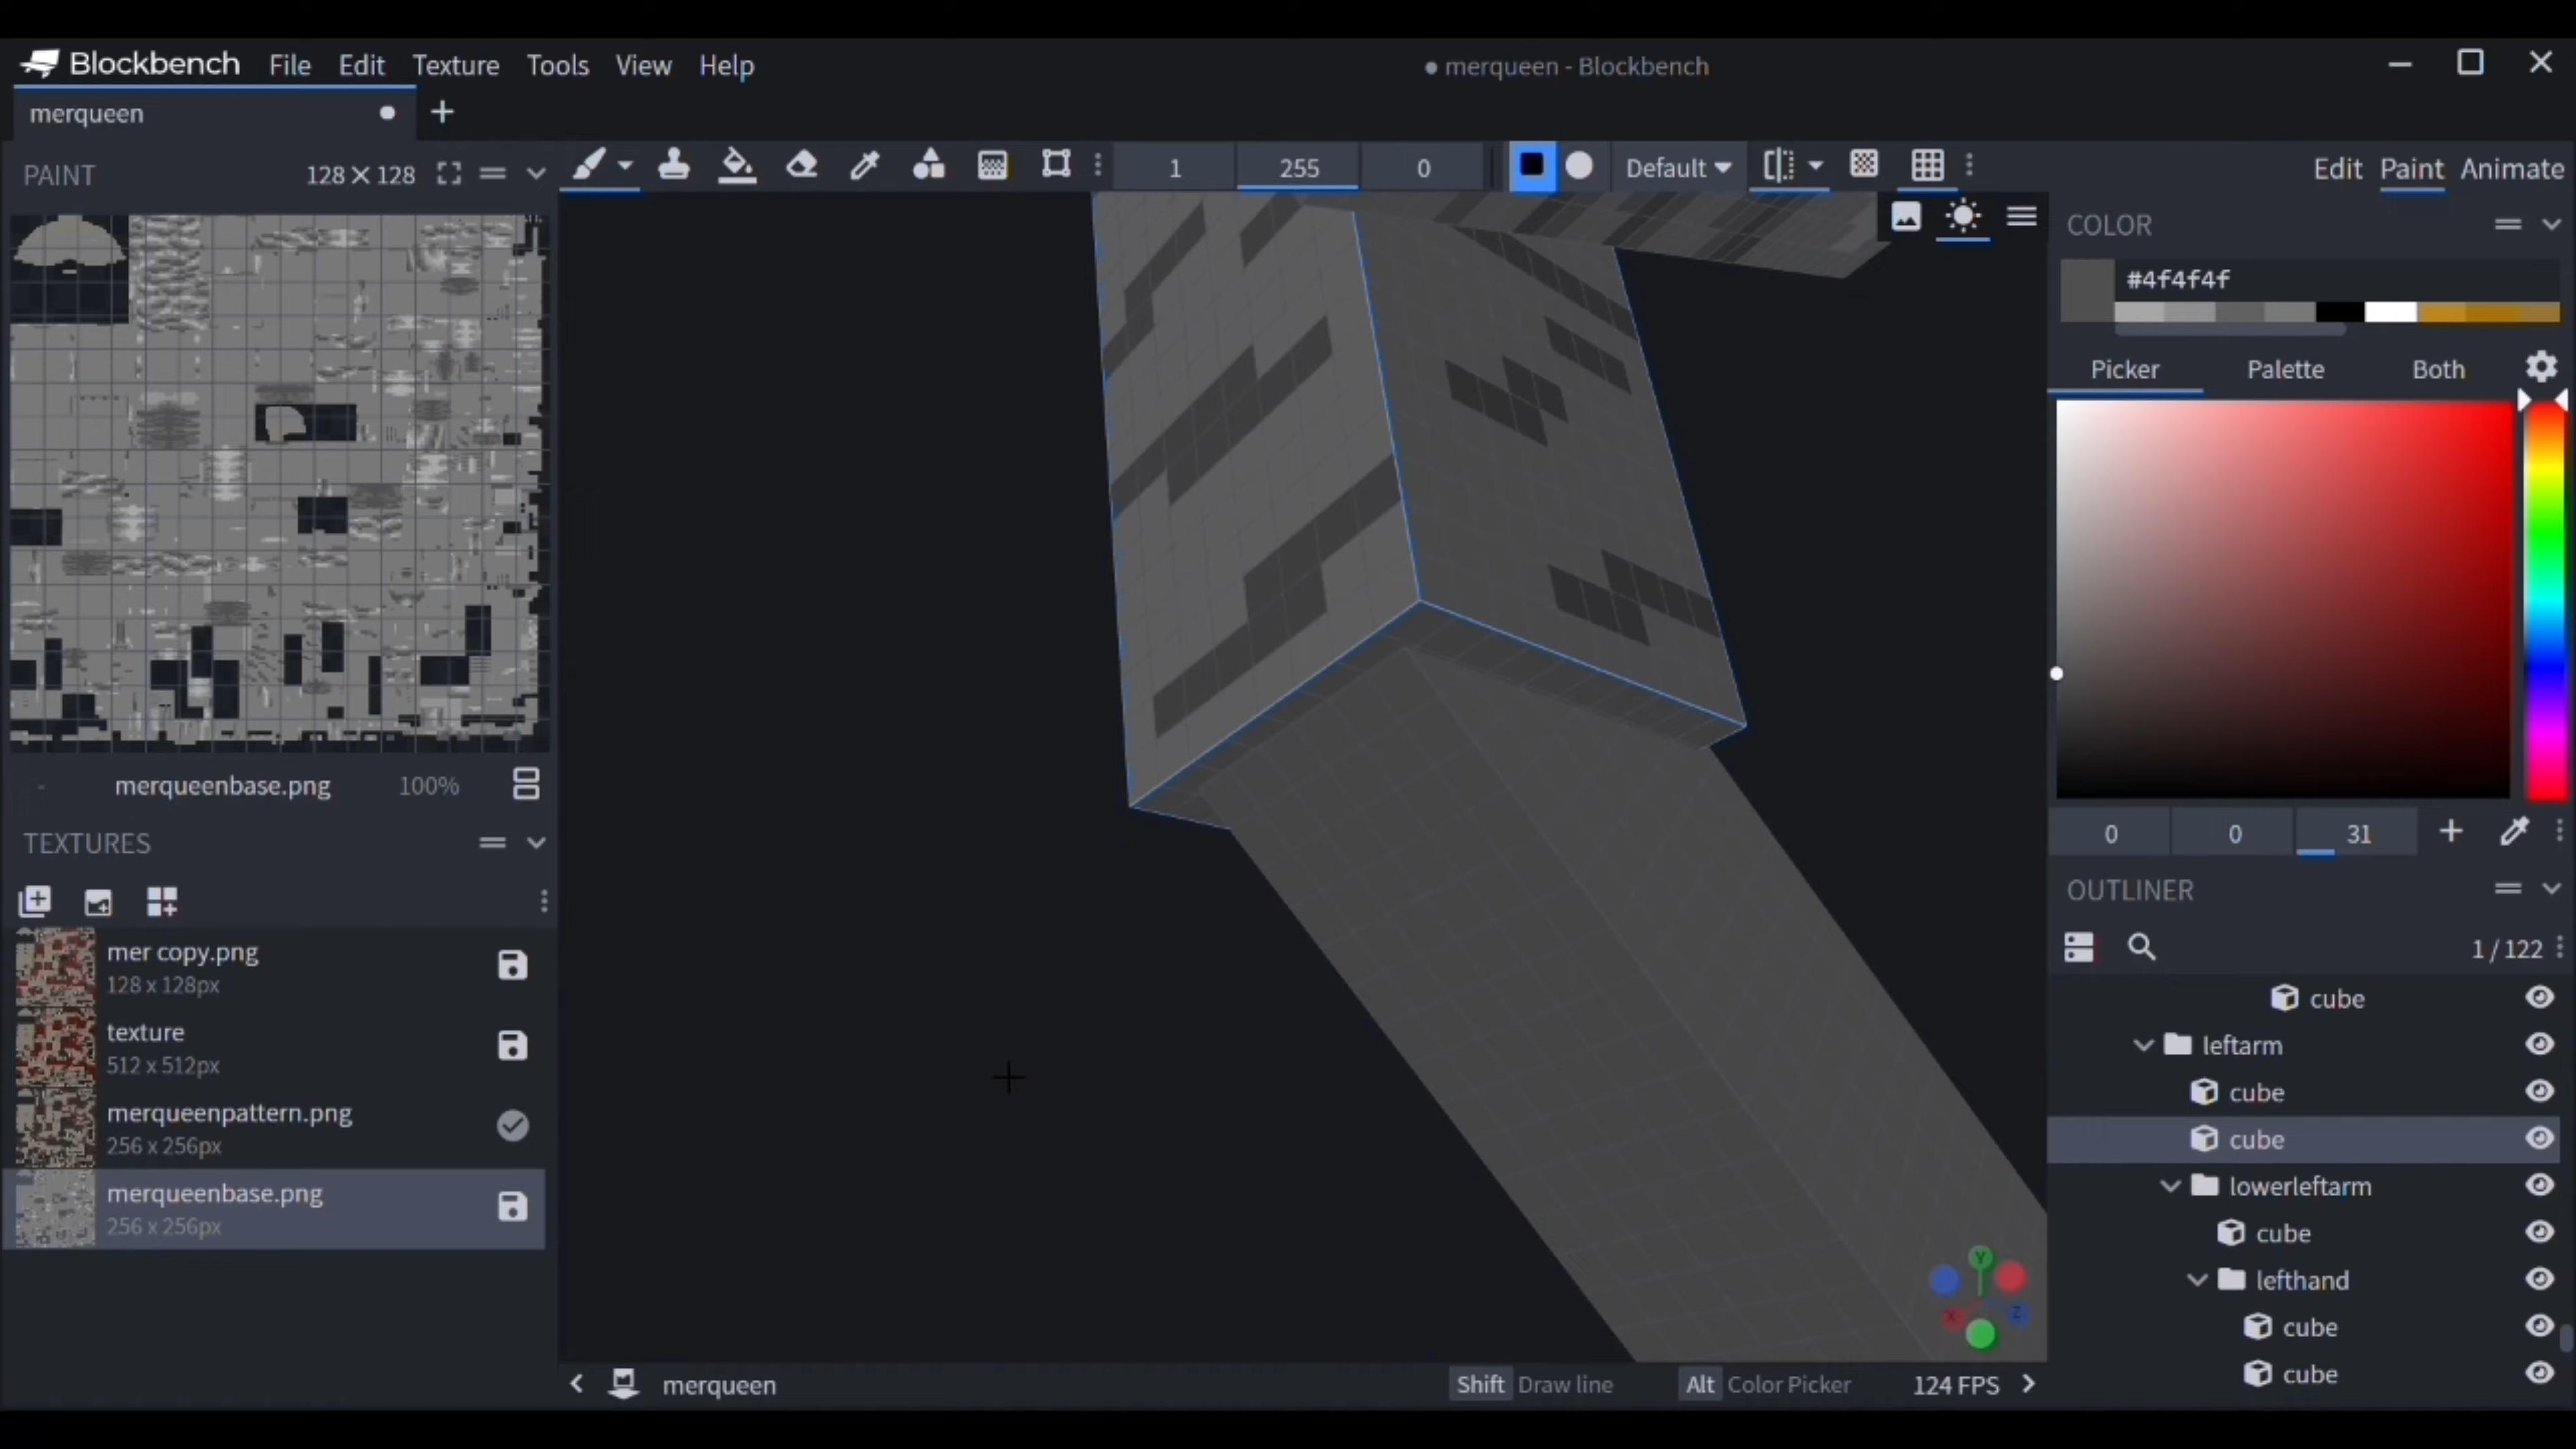 Blockbench File Edit Texture Tools View Help
merqueen - Blockbench
merqueen
PAINT 128 × 128
1 255 0 Default
Edit Paint Animate
COLOR
#4f4f4f
Picker Palette Both
merqueenbase.png 100%
TEXTURES
mer copy.png
128 x 128px
texture
512 x 512px
merqueenpattern.png
256 x 256px
merqueenbase.png
256 x 256px
0 0 31
OUTLINER
1 / 122
cube
leftarm
cube
cube
lowerleftarm
cube
lefthand
cube
cube
Y
X
Z
merqueen
Shift Draw line Alt Color Picker 124 FPS